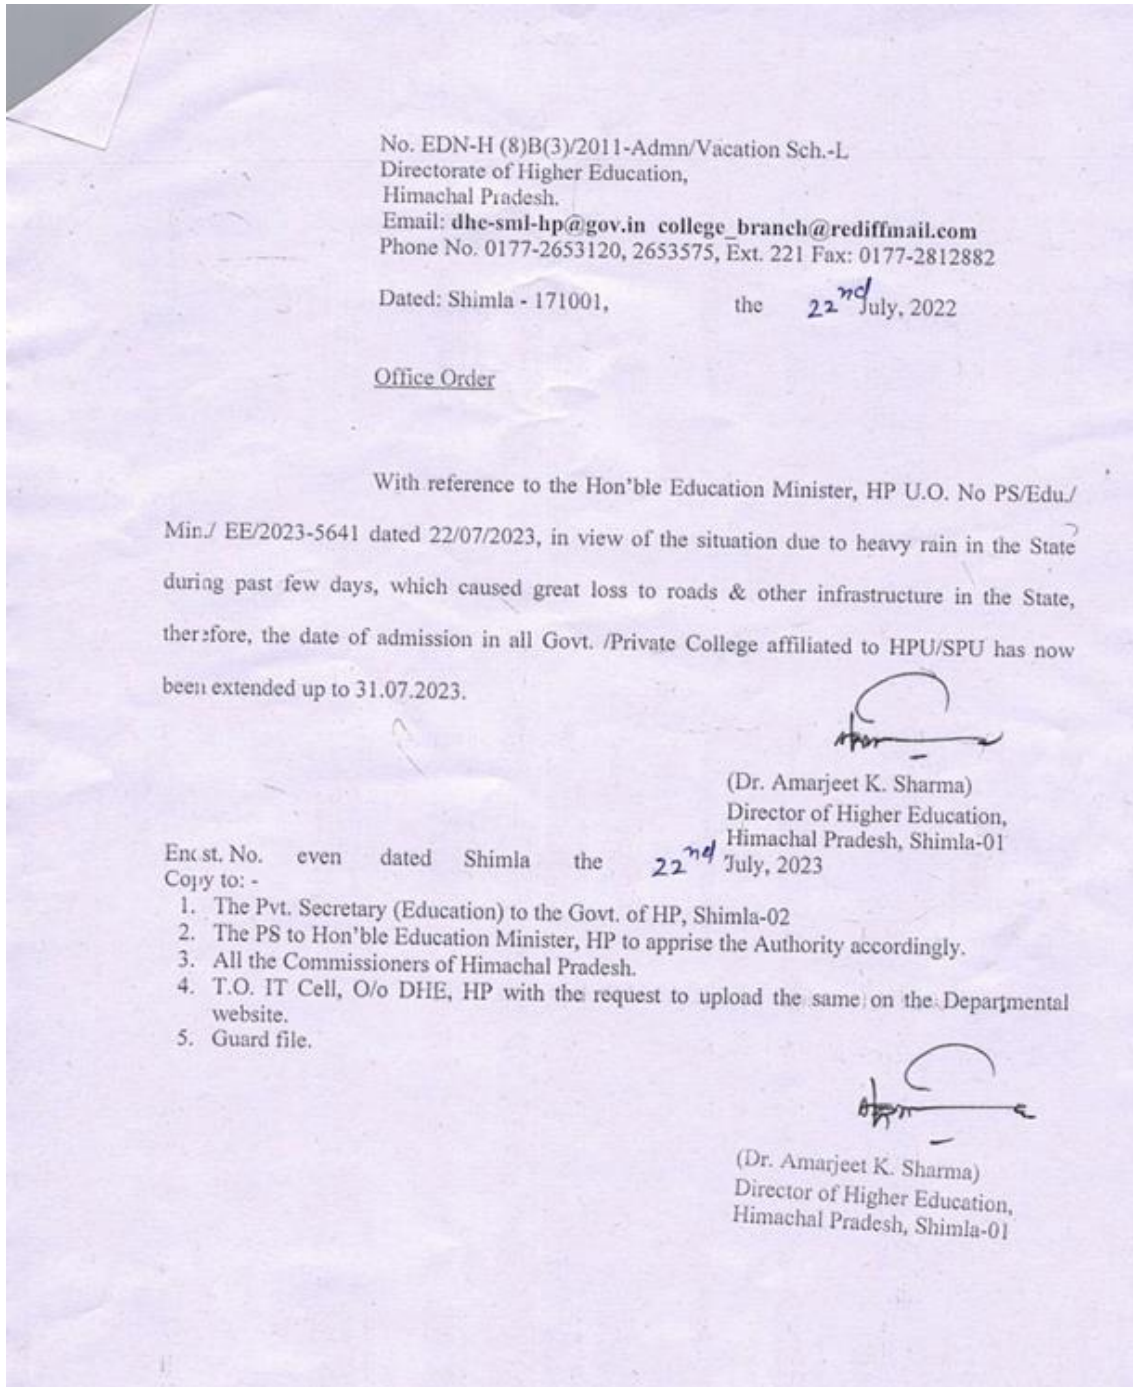 No. EDN-H (8)B(3)/2011-Admn/Vacation Sch.-L
Directorate of Higher Education,
Himachal Pradesh.
Email: dhe-sml-hp@gov.in college_branch@rediffmail.com
Phone No. 0177-2653120, 2653575, Ext. 221 Fax: 0177-2812882
Dated: Shimla - 171001, the 22nd July, 2022
Office Order
With reference to the Hon'ble Education Minister, HP U.O. No PS/Edu./
Min./ EE/2023-5641 dated 22/07/2023, in view of the situation due to heavy rain in the State
during past few days, which caused great loss to roads & other infrastructure in the State,
therefore, the date of admission in all Govt. /Private College affiliated to HPU/SPU has now
been extended up to 31.07.2023.
(Dr. Amarjeet K. Sharma)
Director of Higher Education,
Himachal Pradesh, Shimla-01
Endst. No. even dated Shimla the 22nd July, 2023
Copy to: -
1. The Pvt. Secretary (Education) to the Govt. of HP, Shimla-02
2. The PS to Hon'ble Education Minister, HP to apprise the Authority accordingly.
3. All the Commissioners of Himachal Pradesh.
4. T.O. IT Cell, O/o DHE, HP with the request to upload the same on the Departmental
website.
5. Guard file.
(Dr. Amarjeet K. Sharma)
Director of Higher Education,
Himachal Pradesh, Shimla-01